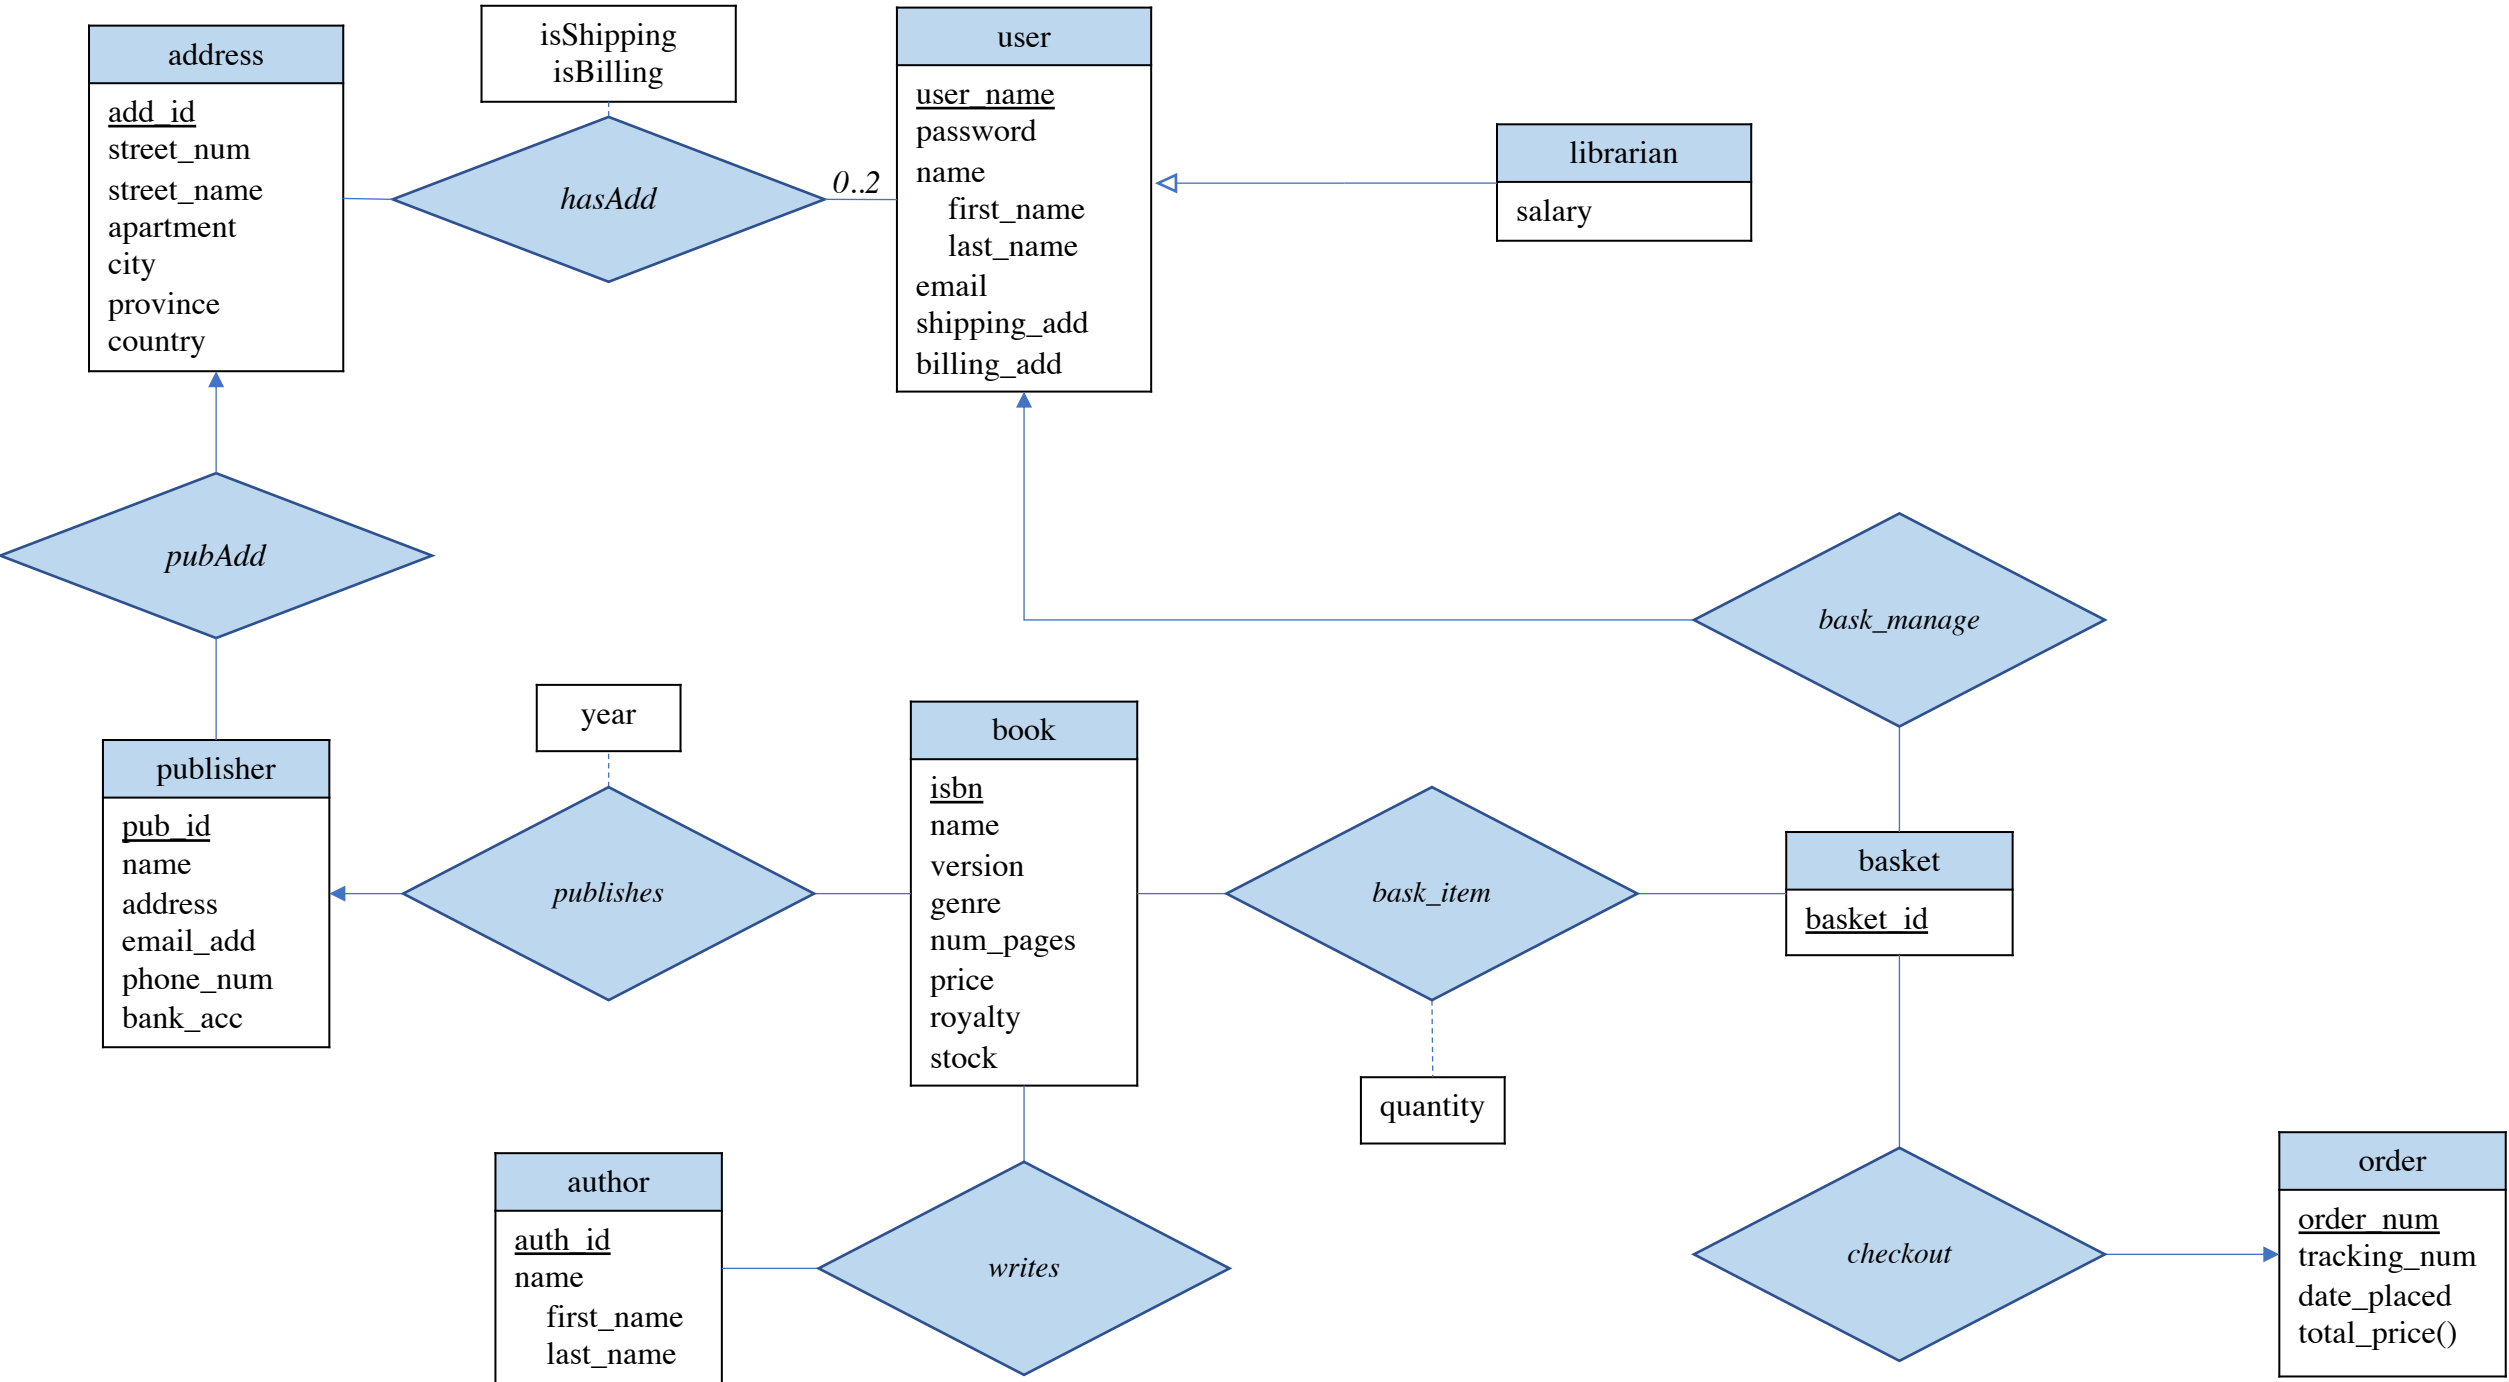 address
add_id
street_num
street_name
apartment
city
province
country
isShipping
isBilling
hasAdd
0..2
user
user_name
password
name
first_name
last_name
email
shipping_add
billing_add
librarian
salary
pubAdd
bask_manage
publisher
pub_id
name
address
email_add
phone_num
bank_acc
year
publishes
book
isbn
name
version
genre
num_pages
price
royalty
stock
bask_item
quantity
basket
basket_id
author
auth_id
name
first_name
last_name
writes
checkout
order
order_num
tracking_num
date_placed
total_price()